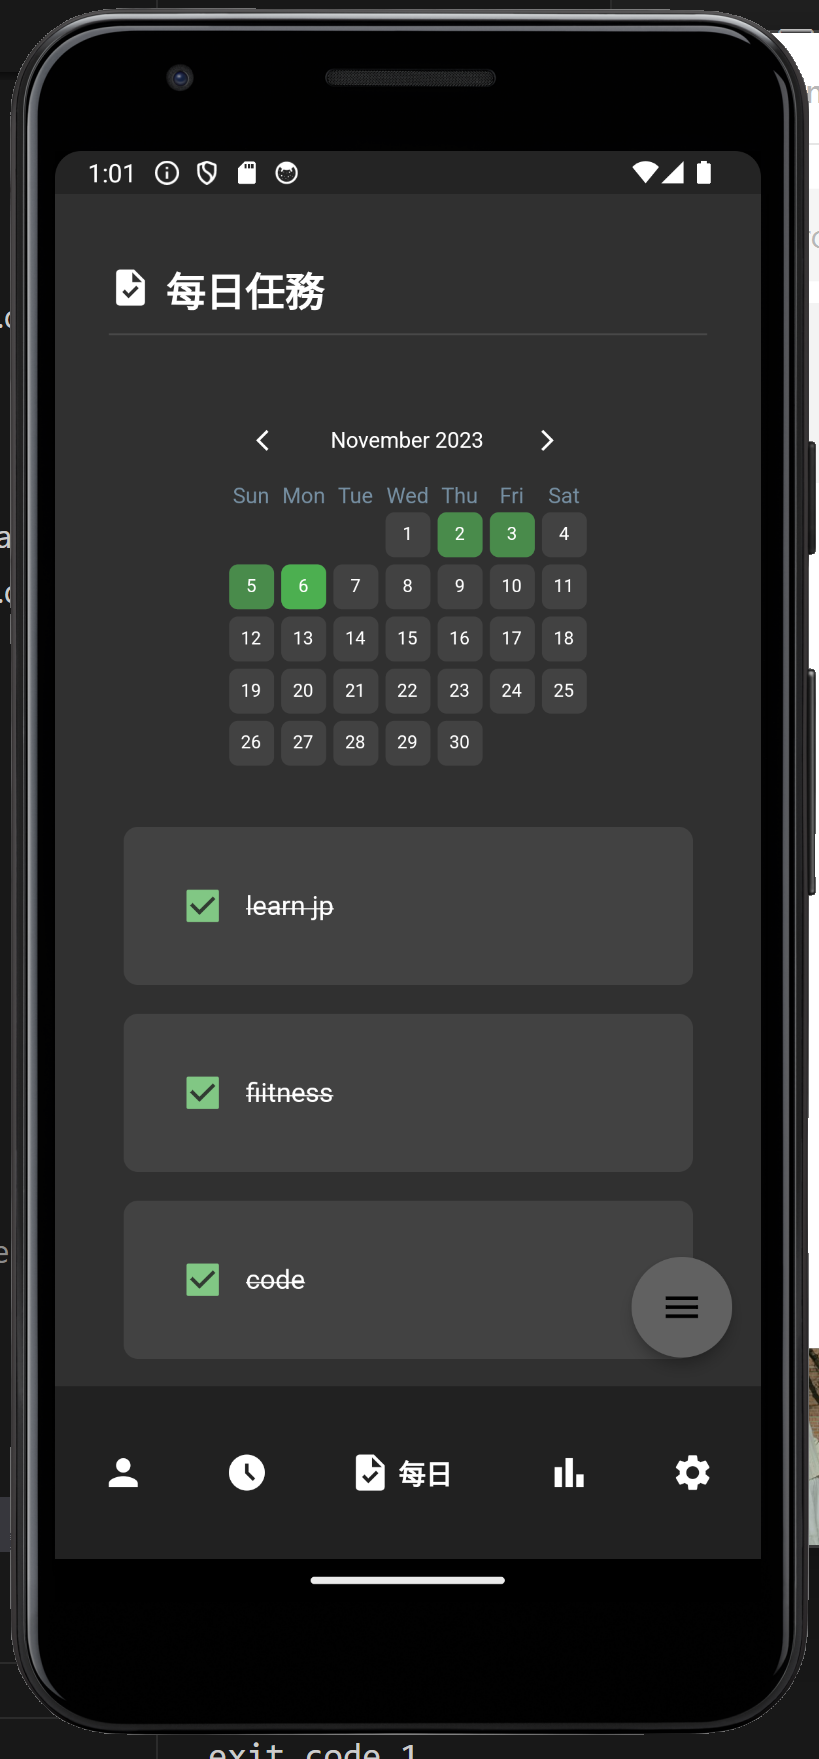 1:01
每日任務
November 2023
Sun Mon Tue Wed Thu Fri Sat
1 2 3 4
5 6 7 8 9 10 11
12 13 14 15 16 17 18
19 20 21 22 23 24 25
26 27 28 29 30
learn jp
fiitness
code
每日
exit code 1